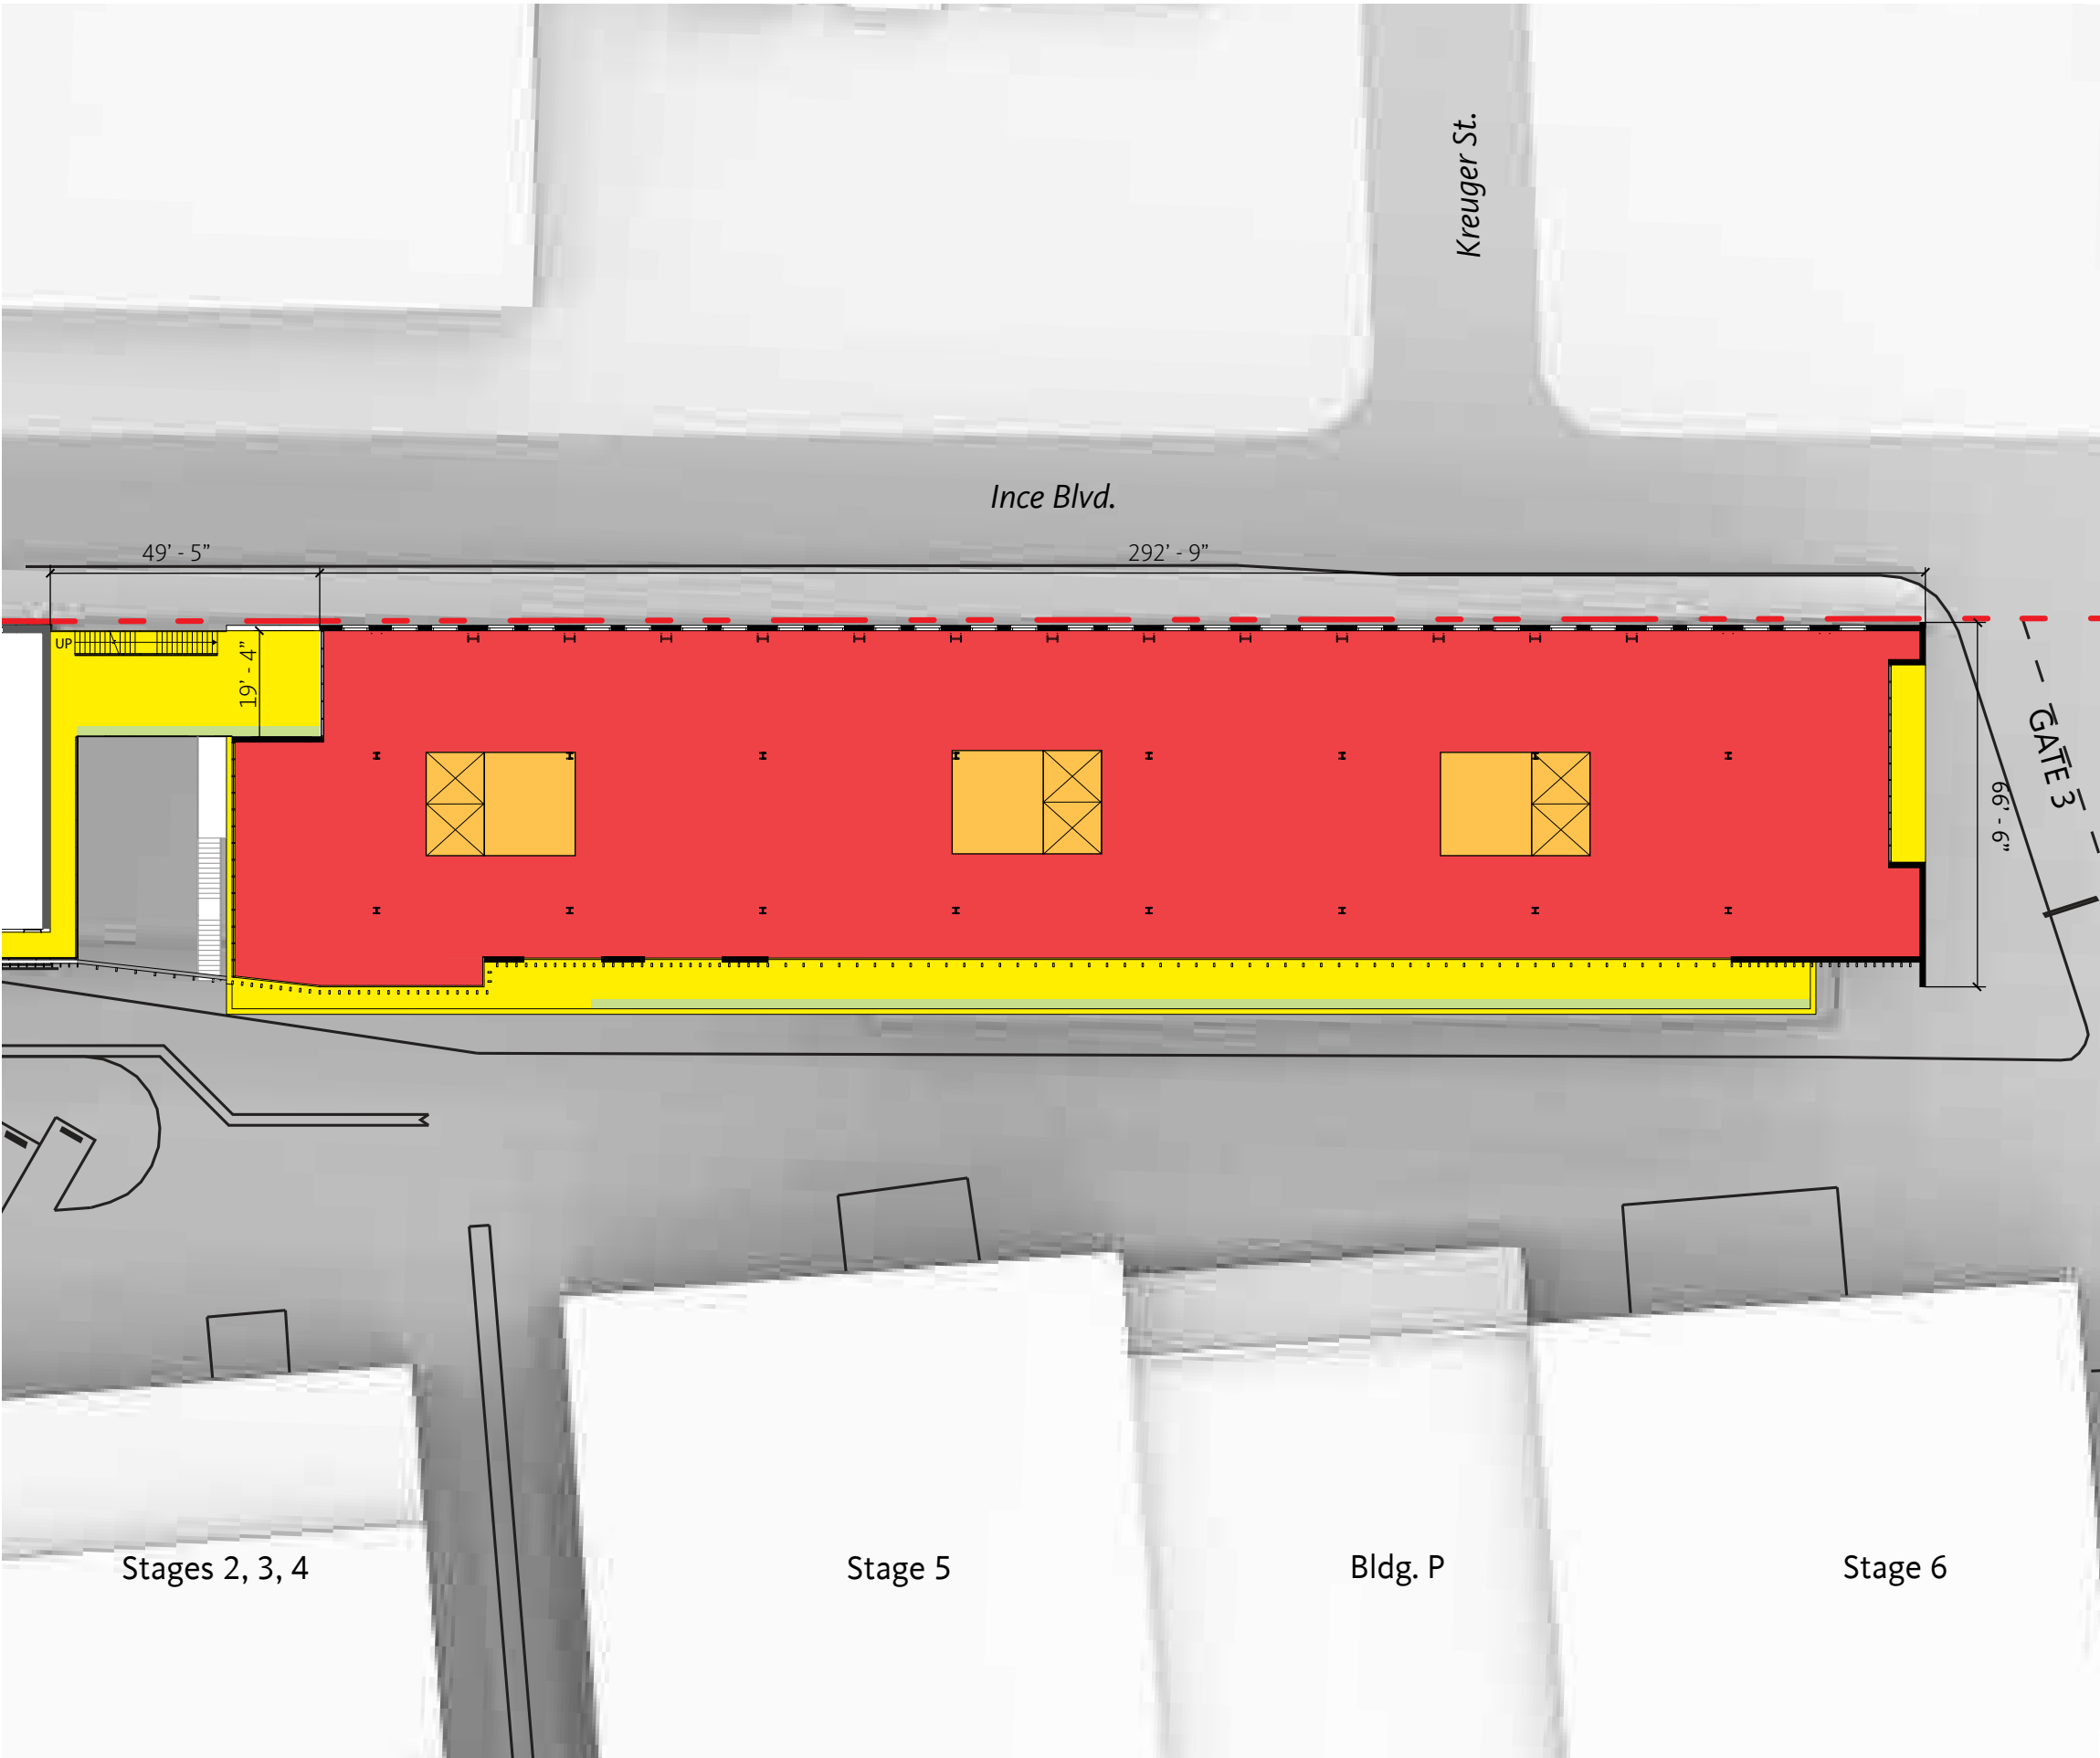 Kreuger St.
Ince Blvd.
49’ - 5”
292’ - 9”
UP
19’ - 4”
GATE 3
66’ - 6”
Stages 2, 3, 4
Stage 5
Bldg. P
Stage 6